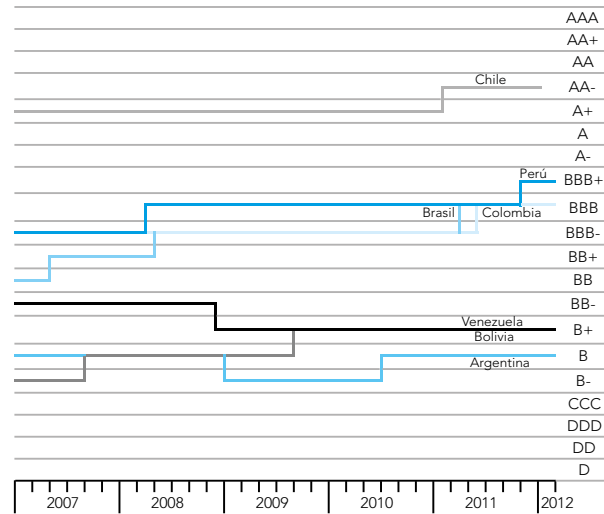 AAA
AA+
AA
Chile
AA-
A+
A
A-
Perú
BBB+
Brasil
Colombia
BBB
BBB-
BB+
BB
BB-
Venezuela
B+
Bolivia
B
Argentina
B-
CCC
DDD
DD
D
2007 2008 2009 2010 2011 2012